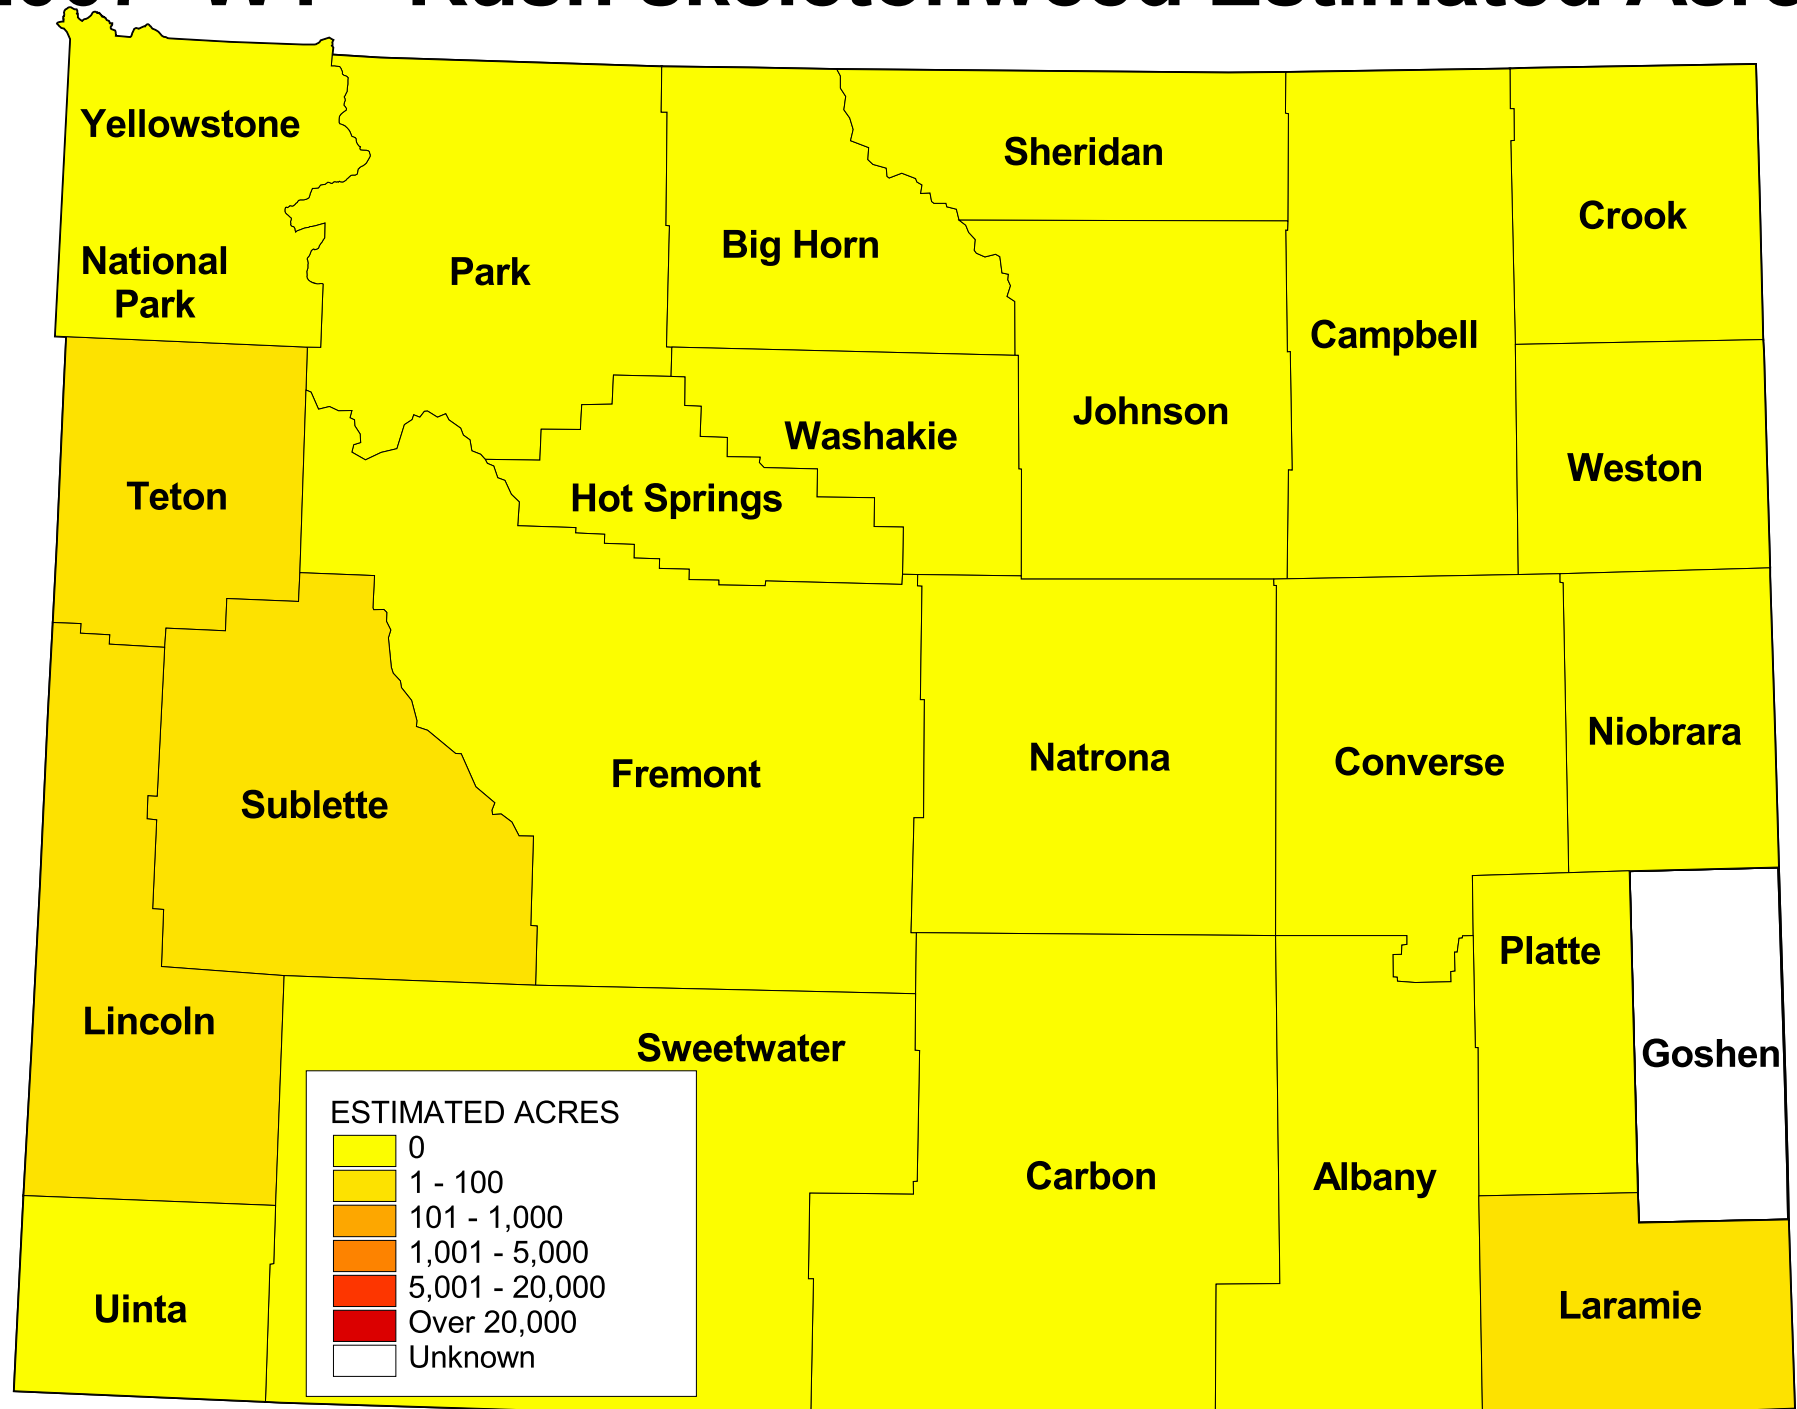 Yellowstone
National
Park
Park
Big Horn
Sheridan
Crook
Campbell
Johnson
Washakie
Weston
Teton
Hot Springs
Sublette
Fremont
Natrona
Converse
Niobrara
Lincoln
Sweetwater
Platte
Goshen
Carbon
Albany
Uinta
Laramie
ESTIMATED ACRES
0
1 - 100
101 - 1,000
1,001 - 5,000
5,001 - 20,000
Over 20,000
Unknown